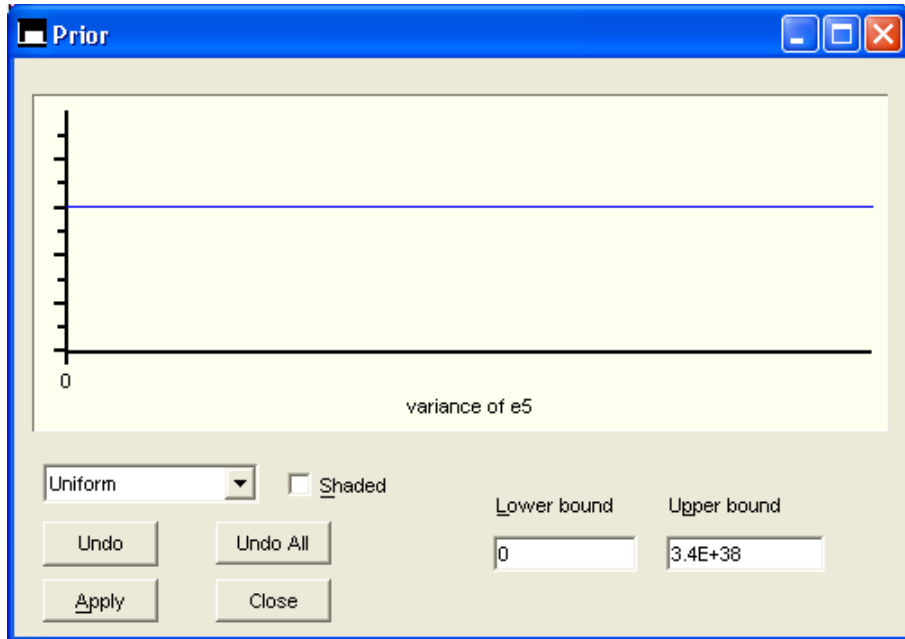 Prior
0
variance of e5
Uniform
Shaded
Lower bound
Upper bound
Undo
Undo All
0
3.4E+38
Apply
Close